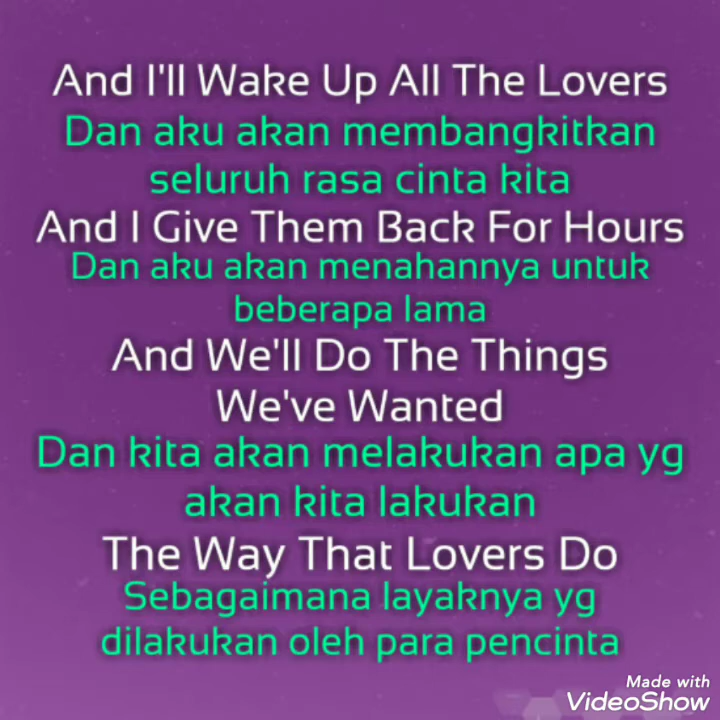 And I'll Wake Up All The Lovers
Dan aku akan membangkitkan
seluruh rasa cinta kita
And I Give Them Back For Hours
Dan aku akan menahannya untuk
beberapa lama
And We'll Do The Things
We've Wanted
Dan kita akan melakukan apa yg
akan kita lakukan
The Way That Lovers Do
Sebagaimana layaknya yg
dilakukan oleh para pencinta
Made with
VideoShow